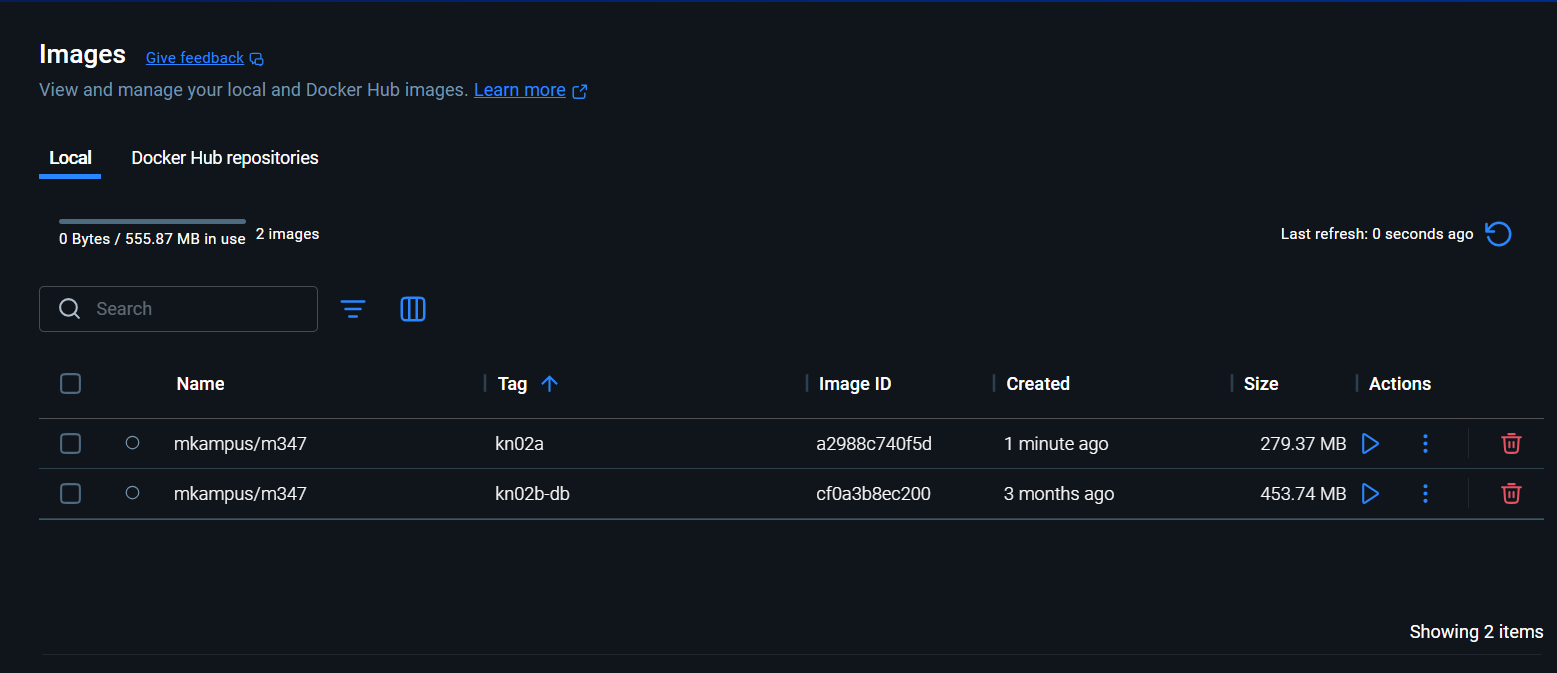 Images Give feedback
View and manage your local and Docker Hub images. Learn more
Local Docker Hub repositories
0 Bytes / 555.87 MB in use 2 images Last refresh: 0 seconds ago
Search
Name Tag Image ID Created Size Actions
mkampus/m347 kn02a a2988c740f5d 1 minute ago 279.37 MB
mkampus/m347 kn02b-db cf0a3b8ec200 3 months ago 453.74 MB
Showing 2 items